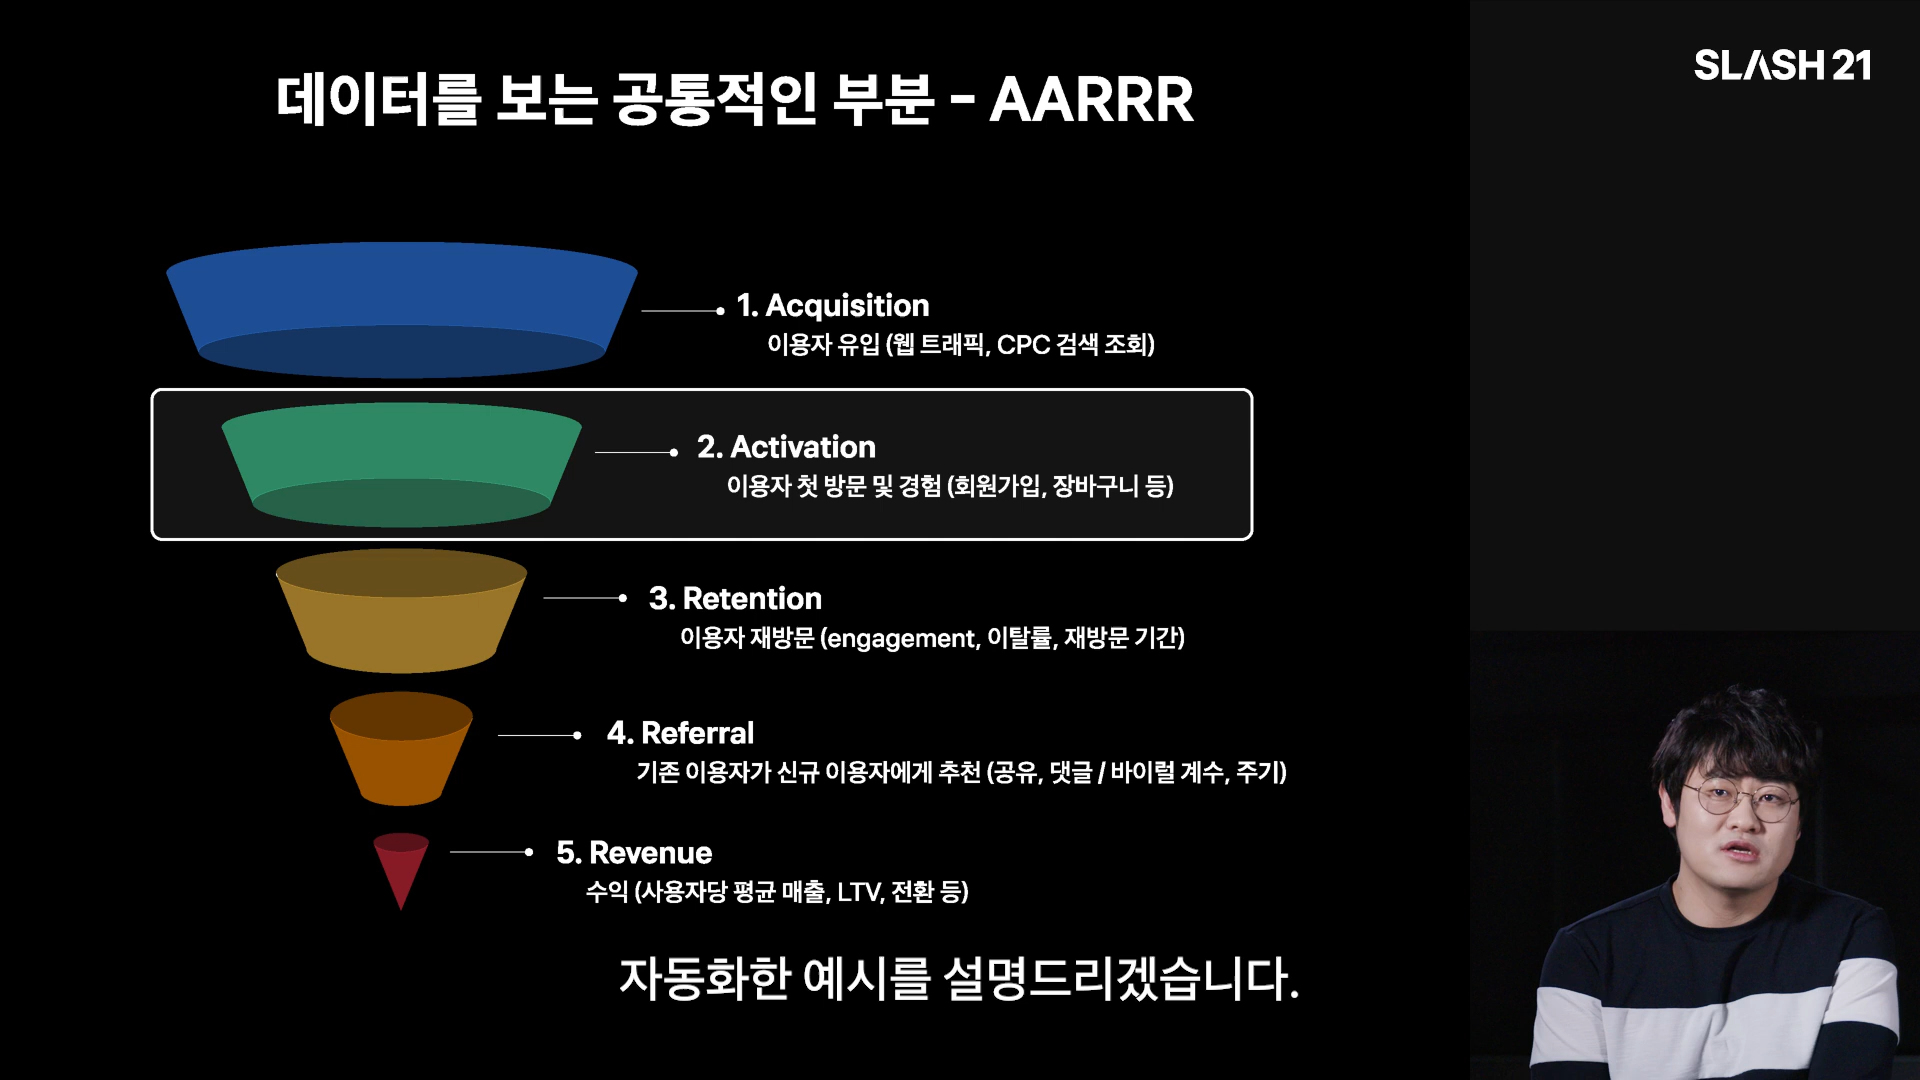 SLASH 21
데이터를 보는 공통적인 부분 - AARRR
1. Acquisition
이용자 유입 (웹 트래픽, CPC 검색 조회)
2. Activation
이용자 첫 방문 및 경험 (회원가입, 장바구니 등)
3. Retention
이용자 재방문 (engagement, 이탈률, 재방문 기간)
4. Referral
기존 이용자가 신규 이용자에게 추천 (공유, 댓글 / 바이럴 계수, 주기)
5. Revenue
수익 (사용자당 평균 매출, LTV, 전환 등)
자동화한 예시를 설명드리겠습니다.